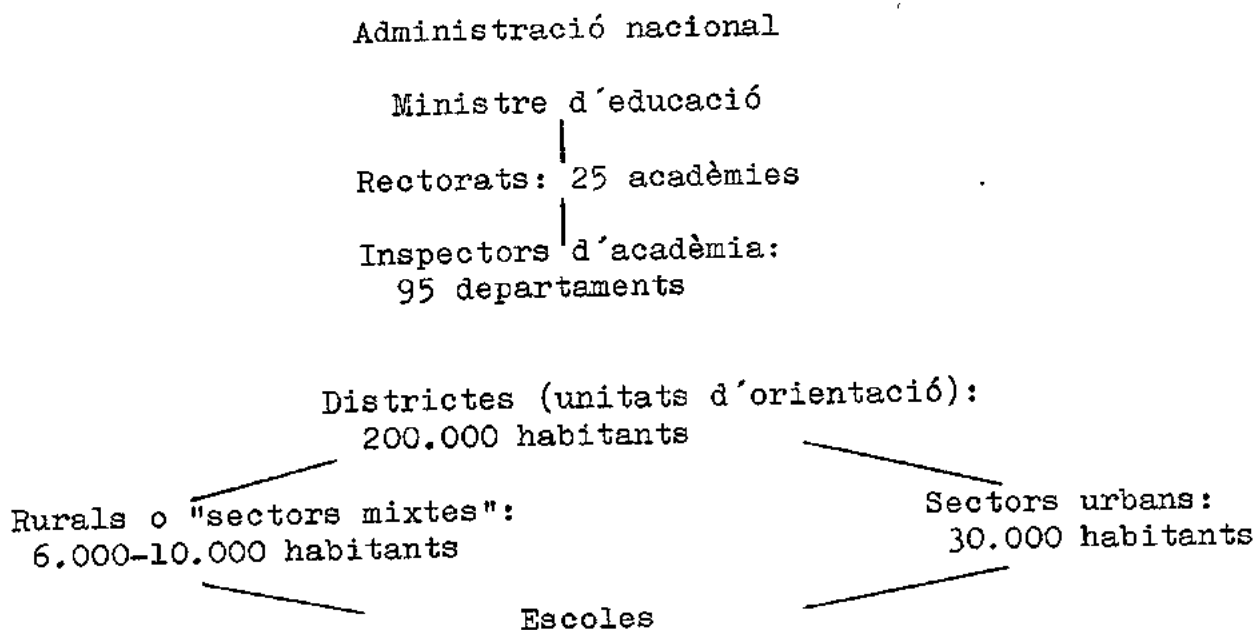 Administració nacional
Ministre d´educació
Rectorats: 25 acadèmies
Inspectors d´acadèmia:
95 departaments
Districtes (unitats d´orientació):
200.000 habitants
Rurals o "sectors mixtes":
6.000-10.000 habitants
Sectors urbans:
30.000 habitants
Escoles